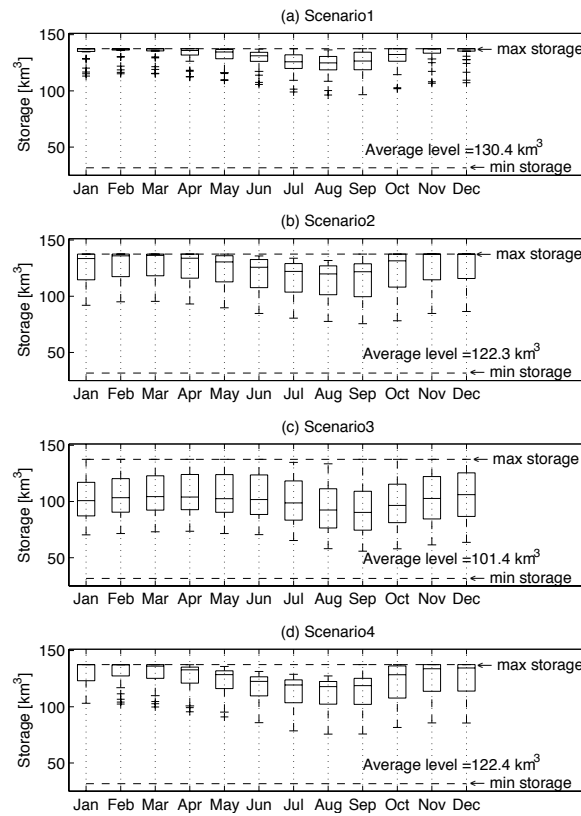 (a) Scenario1
150
max storage
100
Storage [km³]
Average level =130.4 km³
50
min storage
Jan Feb Mar Apr May Jun Jul Aug Sep Oct Nov Dec
(b) Scenario2
150
max storage
100
Storage [km³]
Average level =122.3 km³
50
min storage
Jan Feb Mar Apr May Jun Jul Aug Sep Oct Nov Dec
(c) Scenario3
150
max storage
100
Storage [km³]
50
Average level =101.4 km³
min storage
Jan Feb Mar Apr May Jun Jul Aug Sep Oct Nov Dec
(d) Scenario4
150
max storage
100
Storage [km³]
Average level =122.4 km³
50
min storage
Jan Feb Mar Apr May Jun Jul Aug Sep Oct Nov Dec